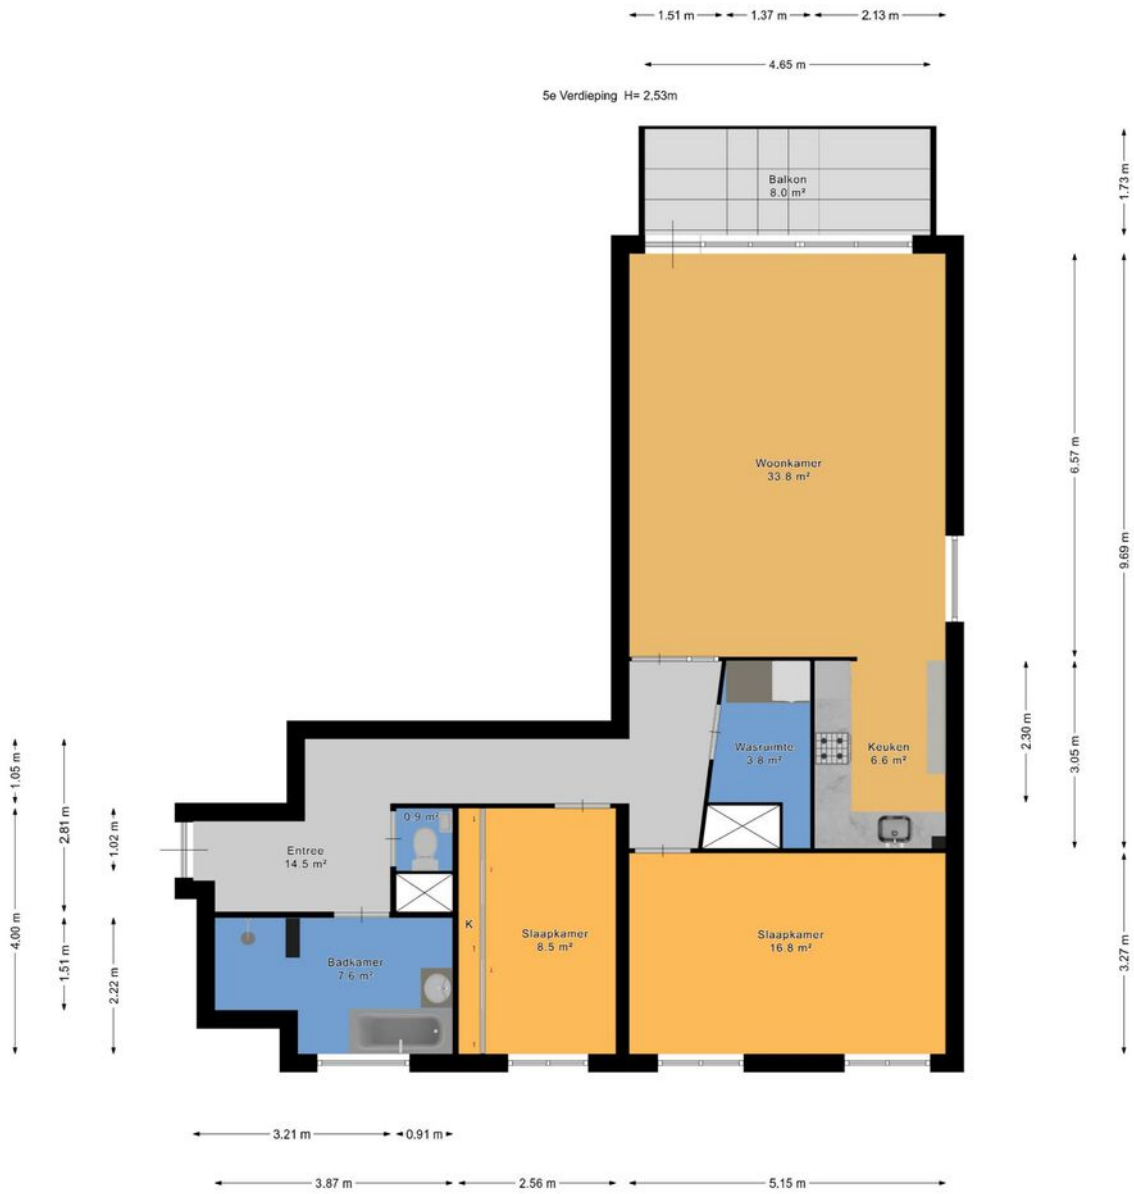 1.51 m 1.37 m 2.13 m
4.65 m
5e Verdieping H= 2,53m
Balkon
8.0 m²
1.73 m
Woonkamer
33.8 m²
6.57 m
9.69 m
Wasruimte
3.8 m²
Keuken
6.6 m²
2.30 m
3.05 m
1.05 m
2.81 m
1.02 m
4.00 m
1.51 m
2.22 m
0.9 m²
Entree
14.5 m²
K
Slaapkamer
8.5 m²
Slaapkamer
16.8 m²
Badkamer
7.6 m²
3.27 m
3.21 m 0.91 m
3.87 m 2.56 m 5.15 m